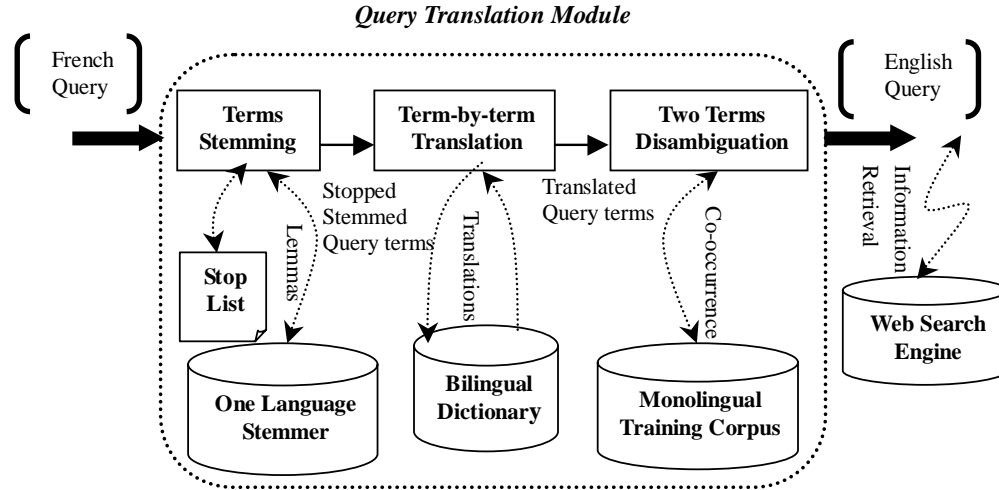 Query Translation Module
French
Query
English
Query
Terms
Stemming
Term-by-term
Translation
Two Terms
Disambiguation
Stopped
Stemmed
Query terms
Translated
Query terms
Lemmas
Translations
Co-occurrence
Information
Retrieval
Stop
List
One Language
Stemmer
Bilingual
Dictionary
Monolingual
Training Corpus
Web Search
Engine